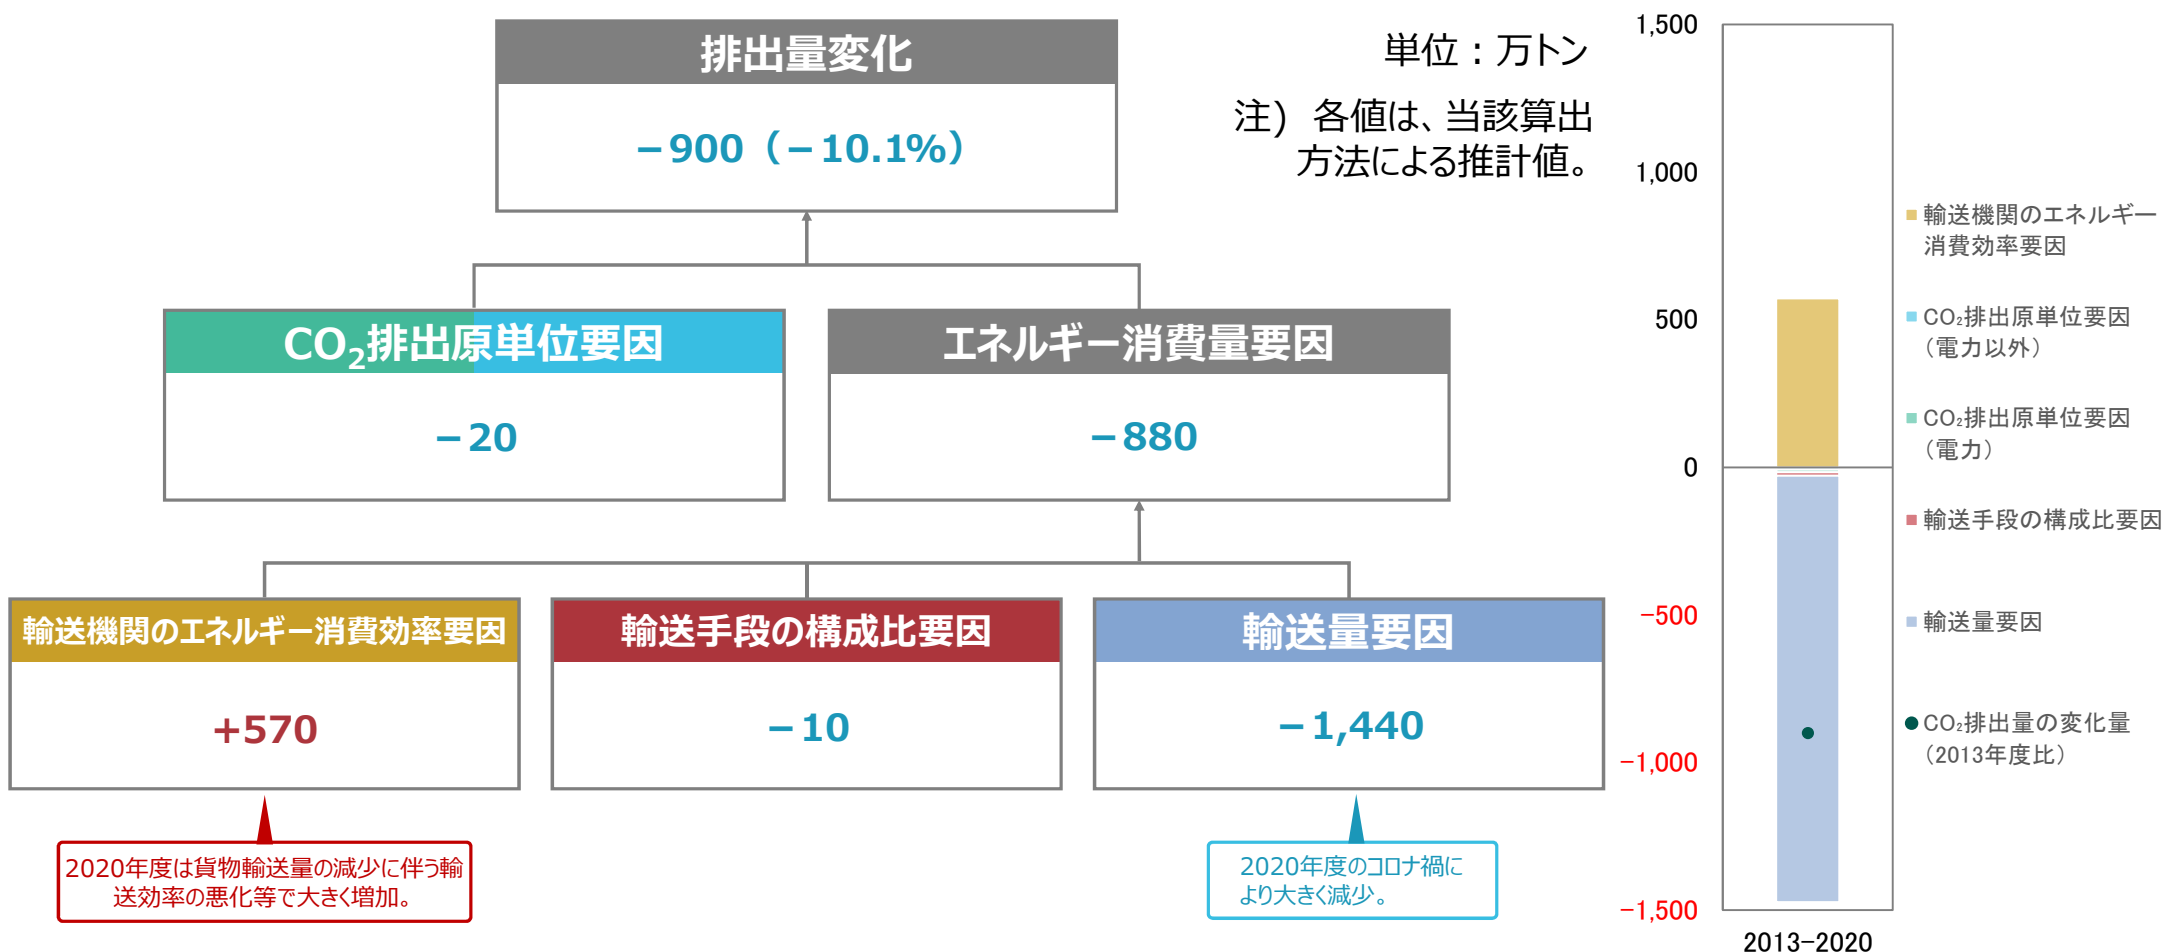 排出量変化
－900（－10.1%）
単位：万トン
注） 各値は、当該算出
方法による推計値。
CO₂排出原単位要因
－20
エネルギー消費量要因
－880
輸送機関のエネルギー消費効率要因
+570
輸送手段の構成比要因
－10
輸送量要因
－1,440
2020年度は貨物輸送量の減少に伴う輸
送効率の悪化等で大きく増加。
2020年度のコロナ禍に
より大きく減少。
1,500
1,000
500
0
-500
-1,000
-1,500
2013-2020
輸送機関のエネルギー
消費効率要因
CO₂排出原単位要因
（電力以外）
CO₂排出原単位要因
（電力）
輸送手段の構成比要因
輸送量要因
CO₂排出量の変化量
（2013年度比）